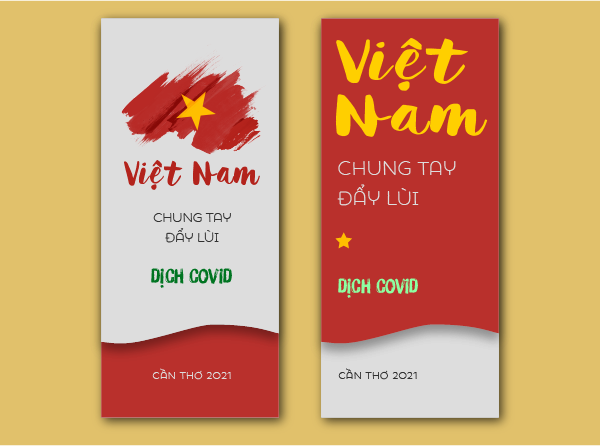 Việt Nam
CHUNG TAY
ĐẨY LÙI
DỊCH COVID
CẦN THƠ 2021
Việt
Nam
CHUNG TAY
ĐẨY LÙI
DỊCH COVID
CẦN THƠ 2021